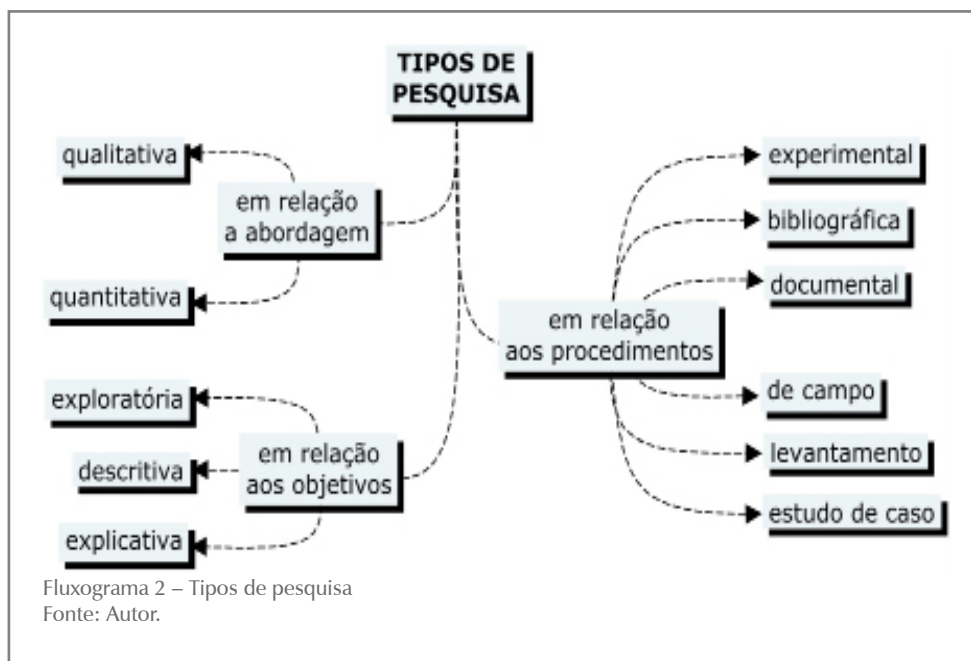 TIPOS DE
PESQUISA
qualitativa
em relação
a abordagem
quantitativa
exploratória
em relação
aos objetivos
descritiva
explicativa
experimental
bibliográfica
documental
em relação
aos procedimentos
de campo
levantamento
estudo de caso
Fluxograma 2 – Tipos de pesquisa
Fonte: Autor.